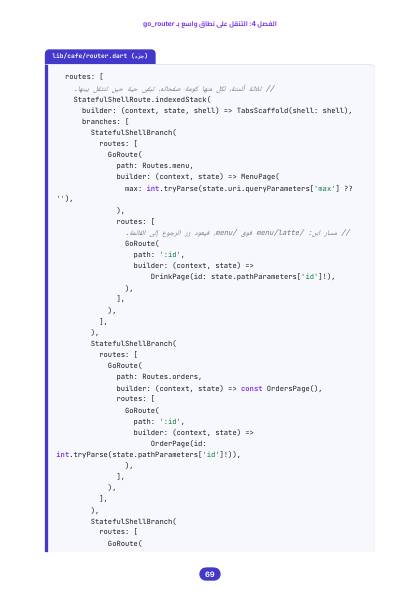 الفصل 4: التنقل على نطاق واسع بـ go_router
lib/cafe/router.dart (جزء)
routes: [
// ثلاثة ألسنة، لكل منها كومة صفحاته، تبقى حية حين تنتقل بينها.
StatefulShellRoute.indexedStack(
builder: (context, state, shell) => TabsScaffold(shell: shell),
branches: [
StatefulShellBranch(
routes: [
GoRoute(
path: Routes.menu,
builder: (context, state) => MenuPage(
max: int.tryParse(state.uri.queryParameters['max'] ??
''),
),
routes: [
// مسار ابن: /menu/latte فوق /menu، فيعود زر الرجوع إلى القائمة.
GoRoute(
path: ':id',
builder: (context, state) =>
DrinkPage(id: state.pathParameters['id']!),
),
],
),
],
),
StatefulShellBranch(
routes: [
GoRoute(
path: Routes.orders,
builder: (context, state) => const OrdersPage(),
routes: [
GoRoute(
path: ':id',
builder: (context, state) =>
OrderPage(id:
int.tryParse(state.pathParameters['id']!)),
),
],
),
],
),
StatefulShellBranch(
routes: [
GoRoute(
69